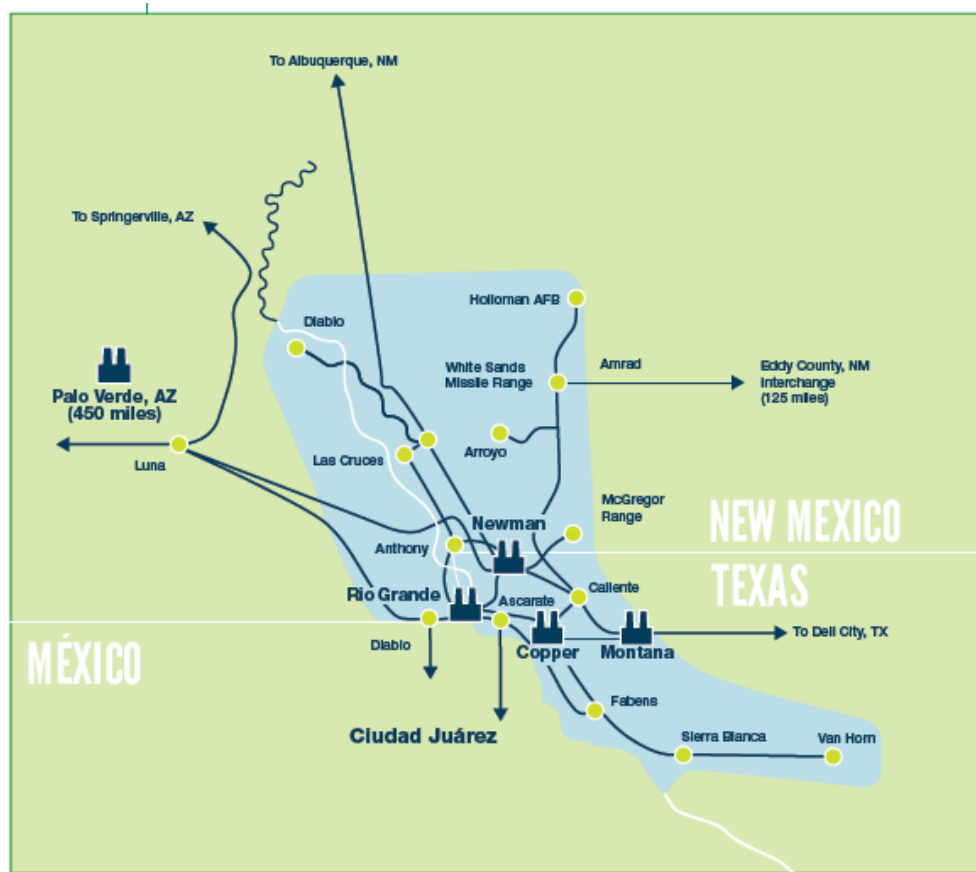 To Albuquerque, NM
To Springerville, AZ
Holloman AFB
Diablo
White Sands
Missile Range
Amrad
Eddy County, NM
Interchange
(125 miles)
Palo Verde, AZ
(450 miles)
Luna
Las Cruces
Arroyo
McGregor
Range
NEW MEXICO
Newman
Anthony
TEXAS
Caliente
Rio Grande
Ascarate
Diablo
Copper
Montana
To Dell City, TX
MÉXICO
Fabens
Ciudad Juárez
Sierra Blanca
Van Horn